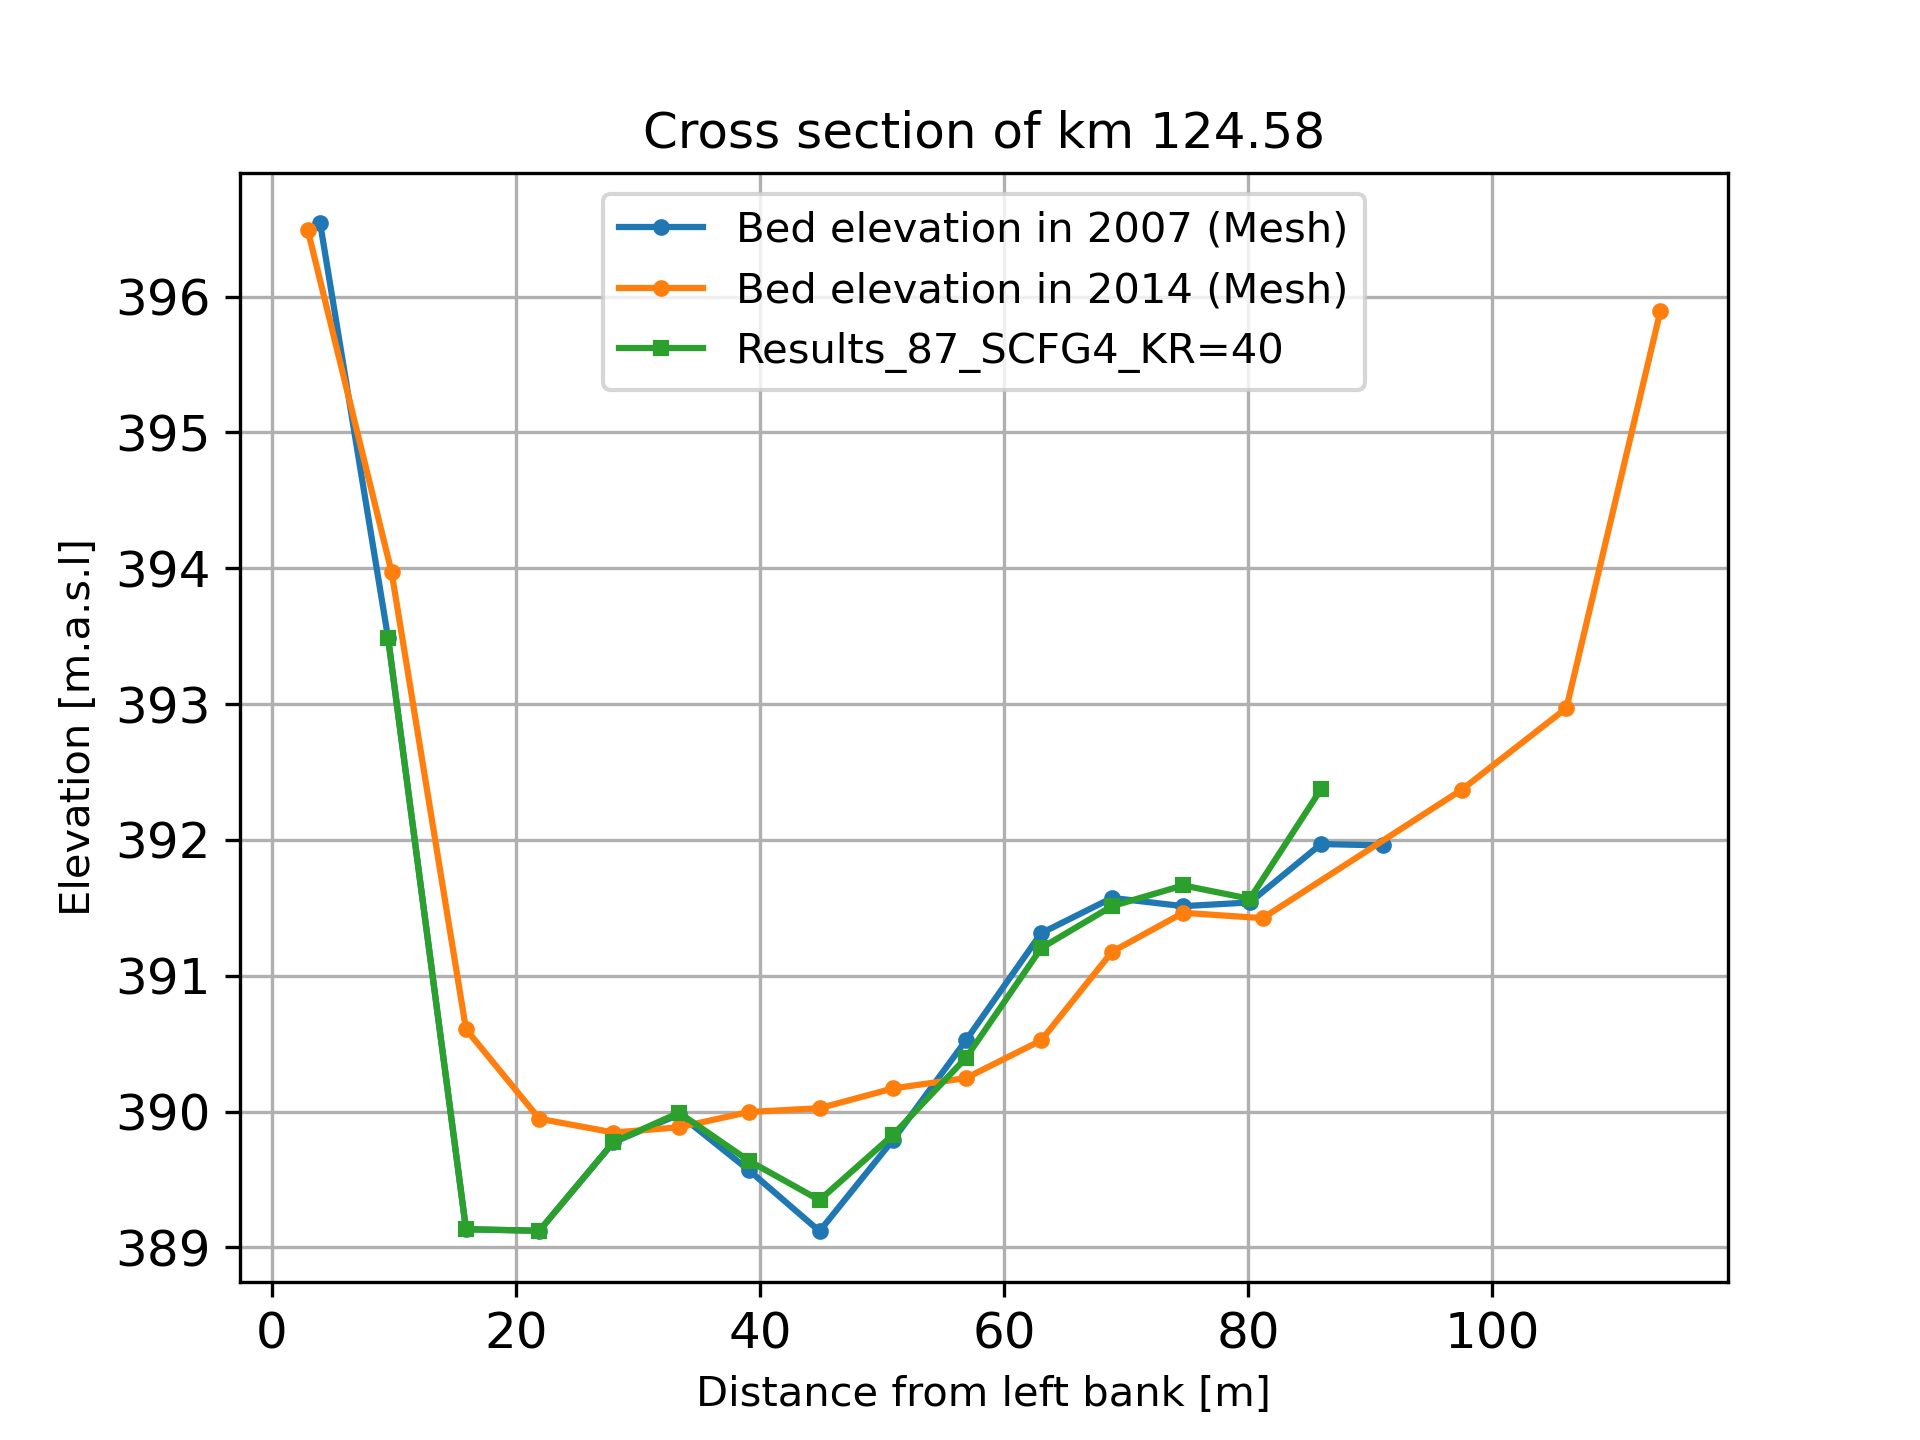 Cross section of km 124.58
Bed elevation in 2007 (Mesh)
Bed elevation in 2014 (Mesh)
Results_87_SCFG4_KR=40
396
395
394
393
392
391
390
389
Elevation [m.a.s.l]
0 20 40 60 80 100
Distance from left bank [m]